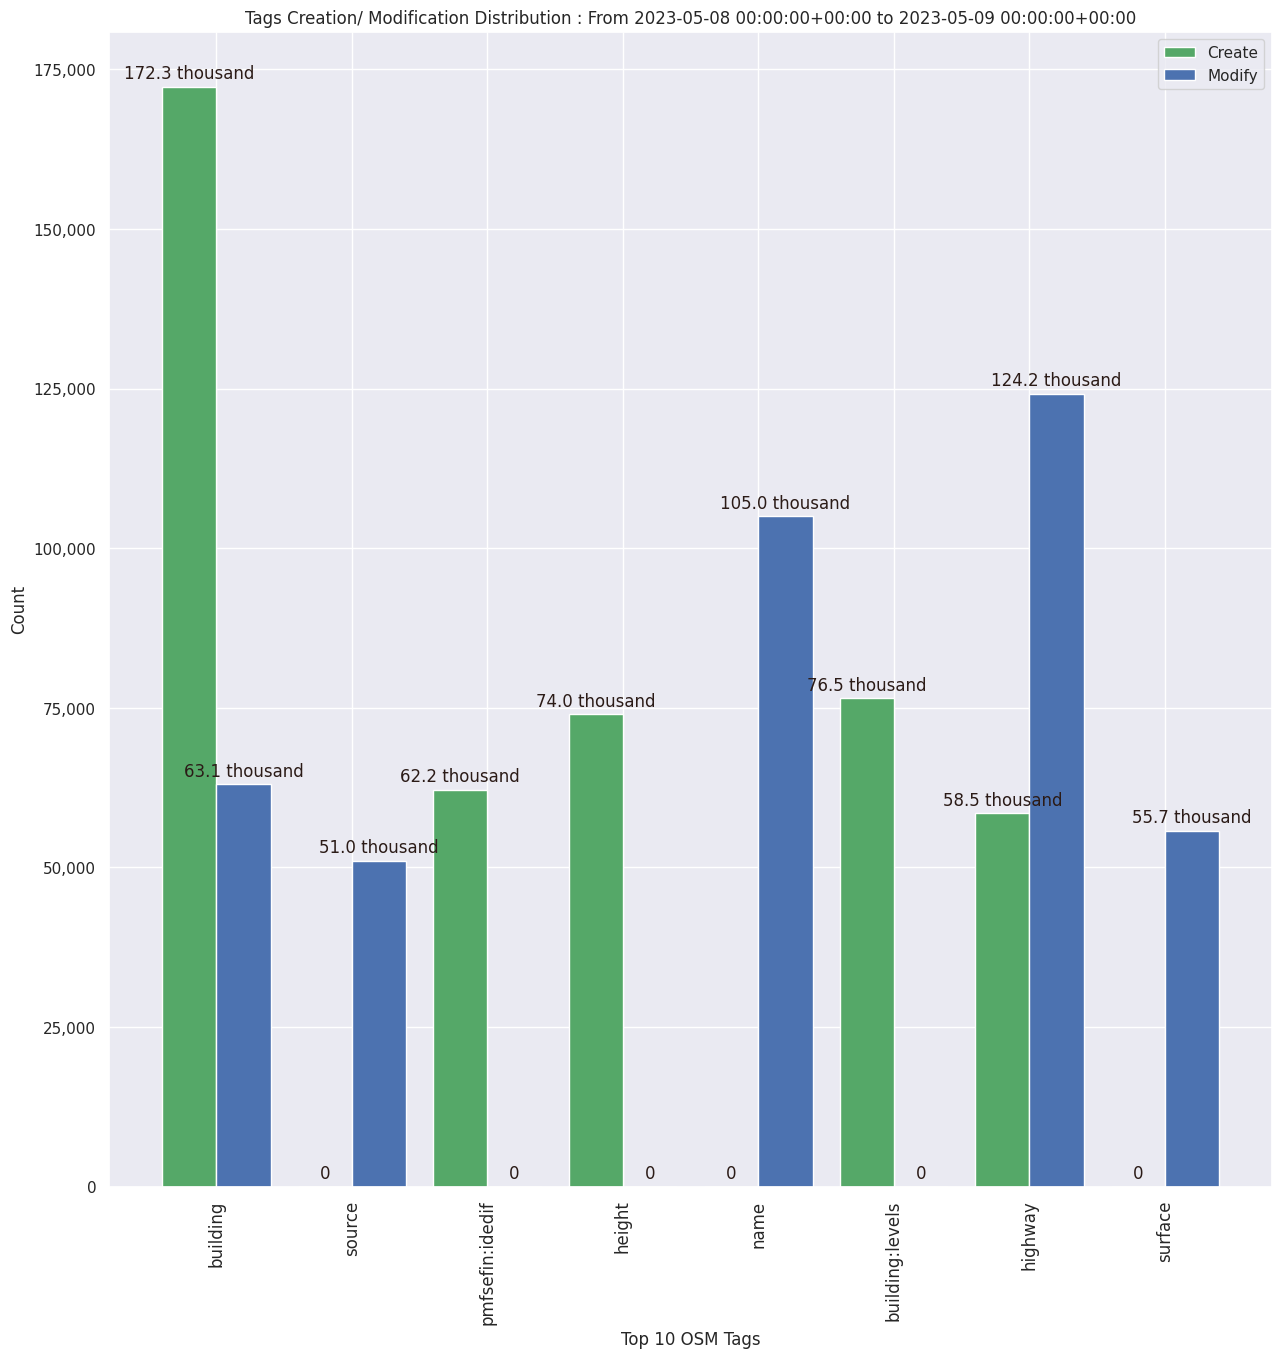 Tags Creation/ Modification Distribution : From 2023-05-08 00:00:00+00:00 to 2023-05-09 00:00:00+00:00
Create
Modify
Count
175,000
150,000
125,000
100,000
75,000
50,000
25,000
0
172.3 thousand
63.1 thousand
0
51.0 thousand
62.2 thousand
0
74.0 thousand
0
0
105.0 thousand
76.5 thousand
0
58.5 thousand
124.2 thousand
0
55.7 thousand
building
source
pmfsefin:idedif
height
name
building:levels
highway
surface
Top 10 OSM Tags